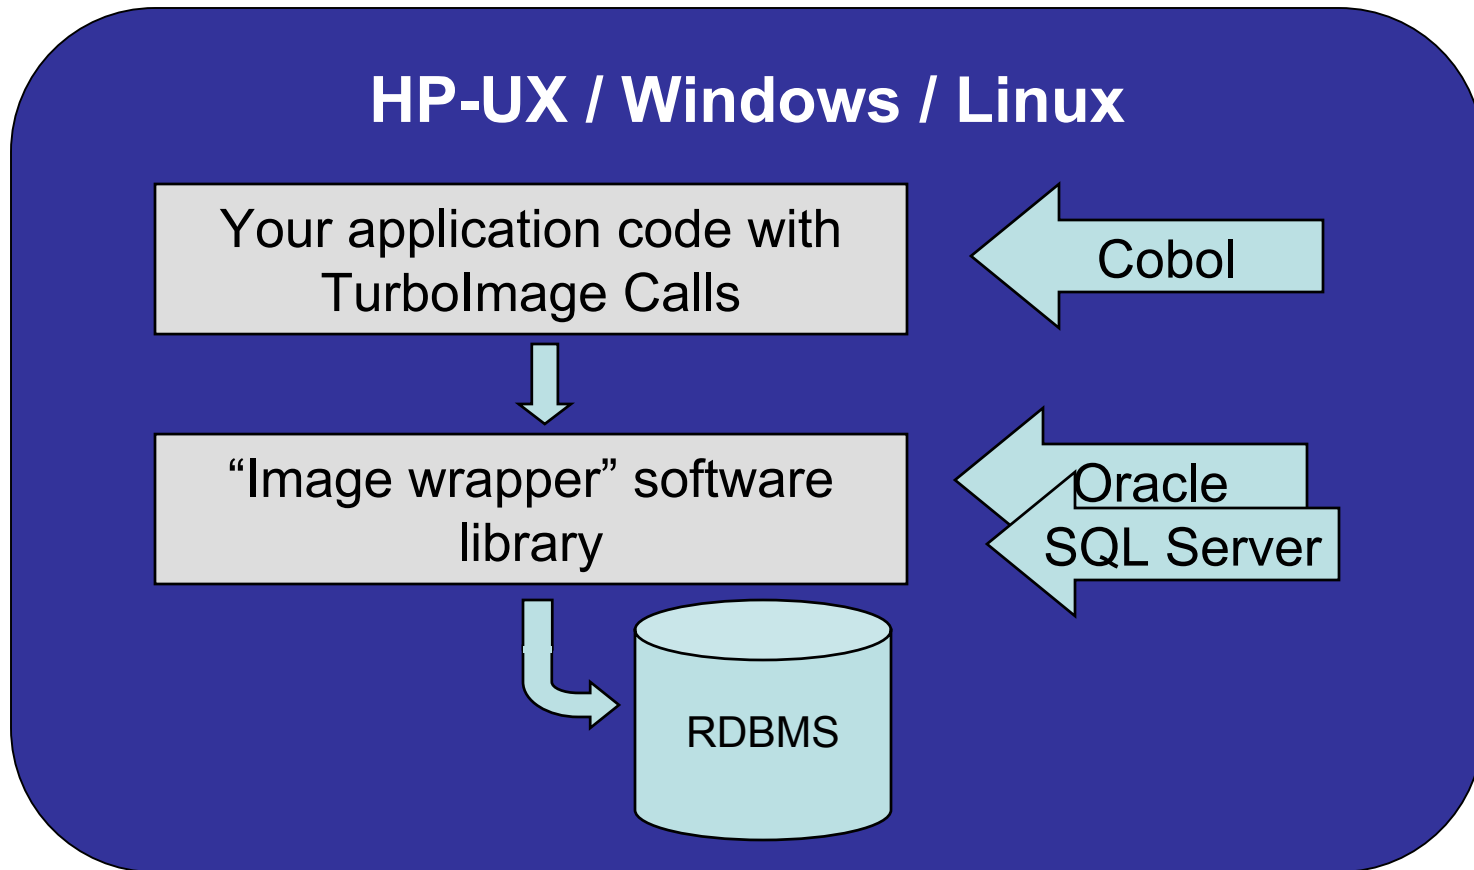 HP-UX / Windows / Linux
Your application code with
TurboImage Calls
Cobol
“Image wrapper” software
library
Oracle
SQL Server
RDBMS